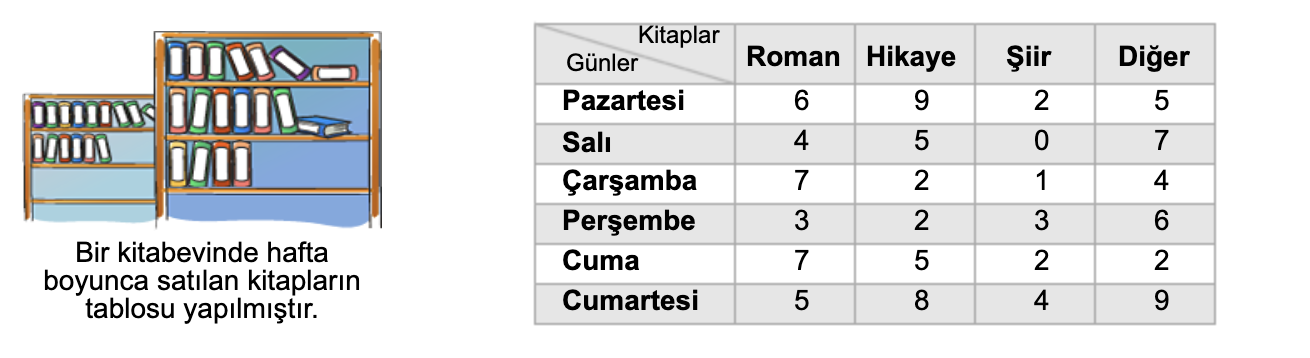 Bir kitabevinde hafta
boyunca satılan kitapların
tablosu yapılmıştır.
Kitaplar
Günler Roman Hikaye Şiir Diğer
Pazartesi 6 9 2 5
Salı 4 5 0 7
Çarşamba 7 2 1 4
Perşembe 3 2 3 6
Cuma 7 5 2 2
Cumartesi 5 8 4 9